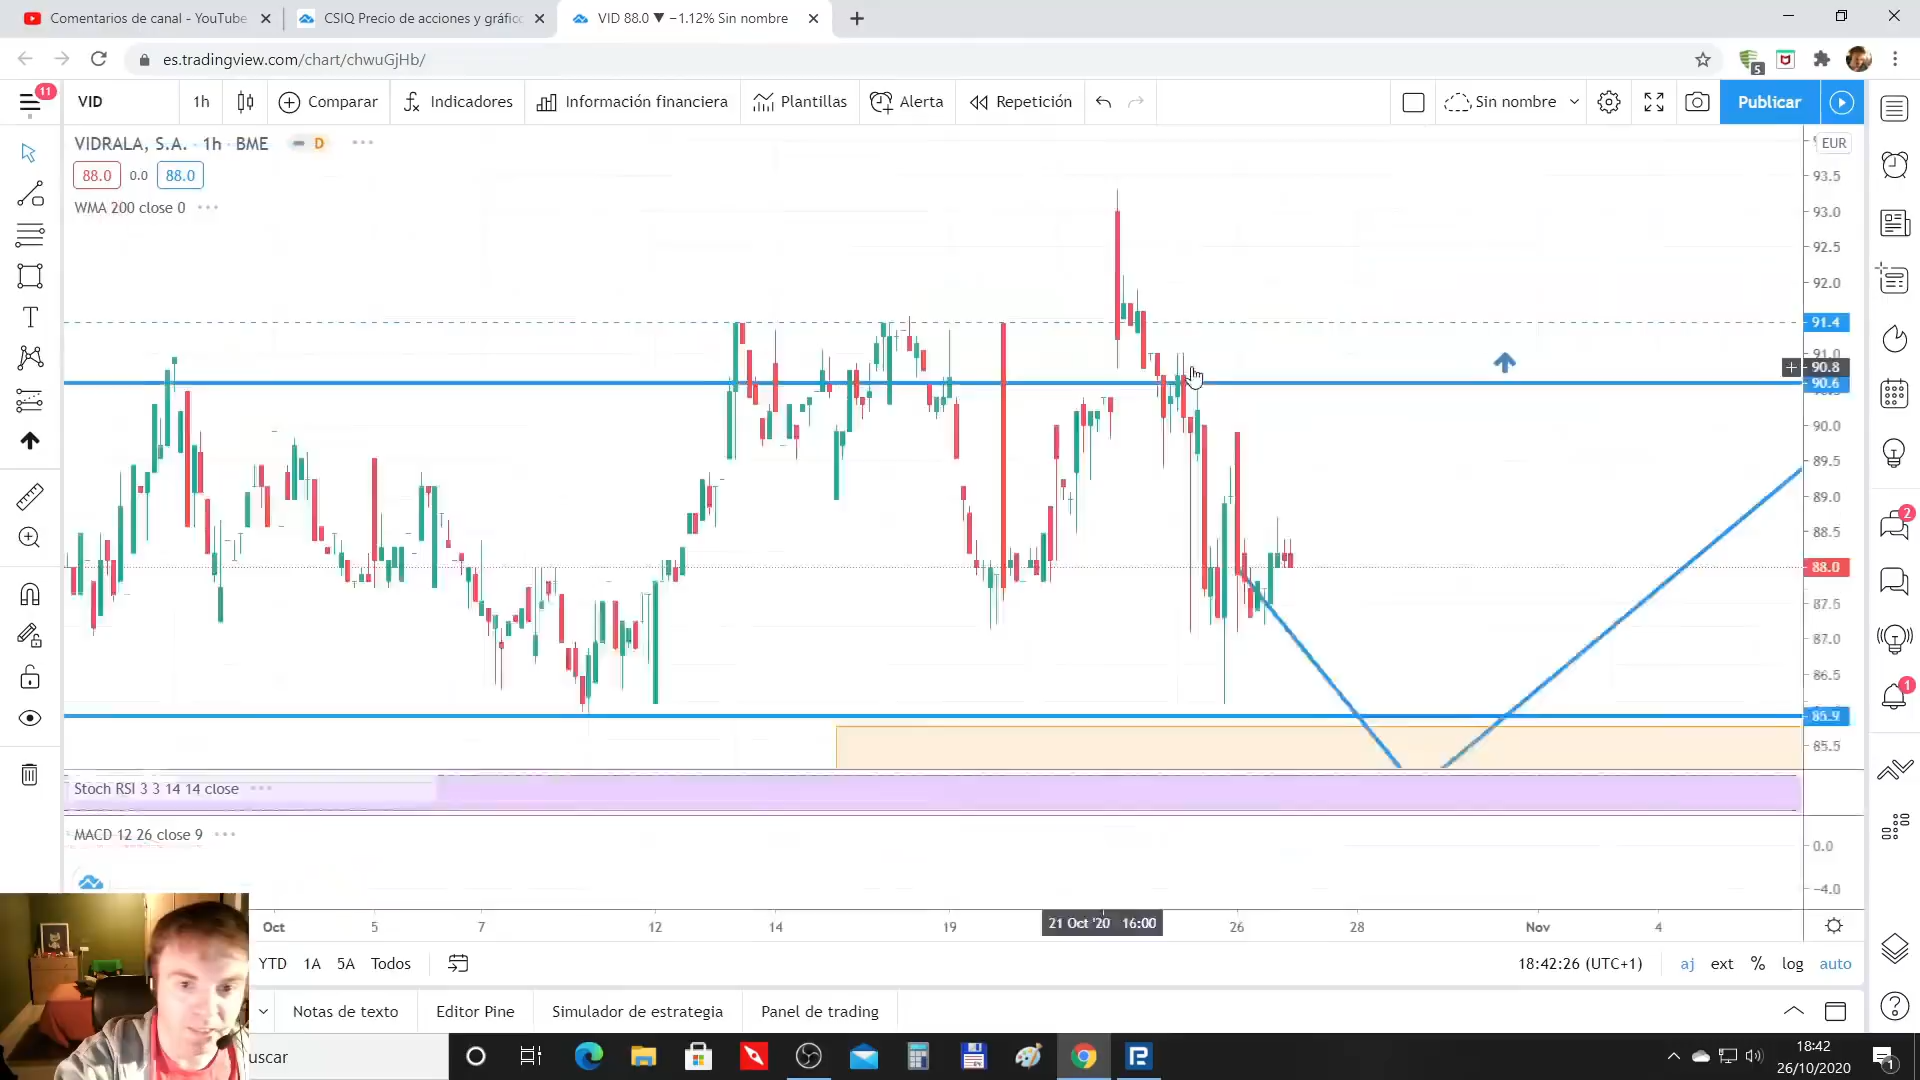 Comentarios de canal - YouTube
CSIQ Precio de acciones y gráfic
VID 88.0 ▼ −1.12% Sin nombre
es.tradingview.com/chart/chwuGjHb/
5
11
VID
1h
Comparar
Indicadores
Información financiera
Plantillas
Alerta
Repetición
Sin nombre
Publicar
VIDRALA, S.A. · 1h · BME
D
EUR
88.0
0.0
88.0
WMA 200 close 0
93.5
93.0
92.5
92.0
91.4
91.0
90.8
90.6
90.0
89.5
89.0
88.5
88.0
87.5
87.0
86.5
85.9
85.5
2
1
Stoch RSI 3 3 14 14 close
MACD 12 26 close 9
0.0
−4.0
Oct
5
7
12
14
19
21 Oct '20 16:00
26
28
Nov
4
YTD
1A
5A
Todos
18:42:26 (UTC+1)
aj
ext
%
log
auto
Notas de texto
Editor Pine
Simulador de estrategia
Panel de trading
uscar
18:42
26/10/2020
1